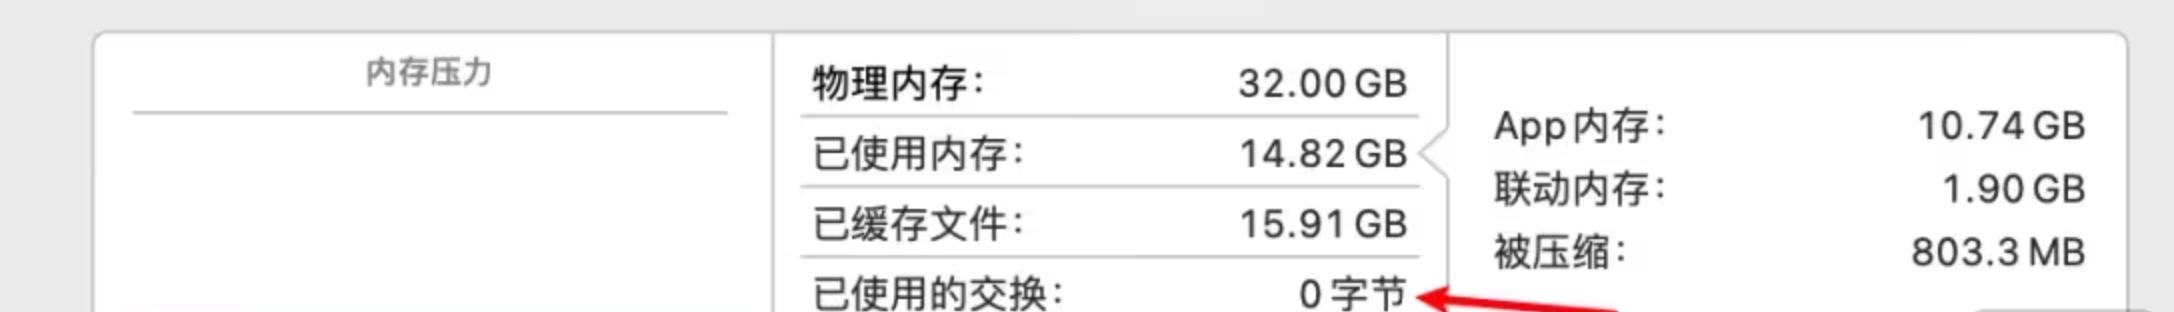 内存压力
物理内存： 32.00 GB
已使用内存： 14.82 GB
已缓存文件： 15.91 GB
已使用的交换： 0 字节
App 内存： 10.74 GB
联动内存： 1.90 GB
被压缩： 803.3 MB